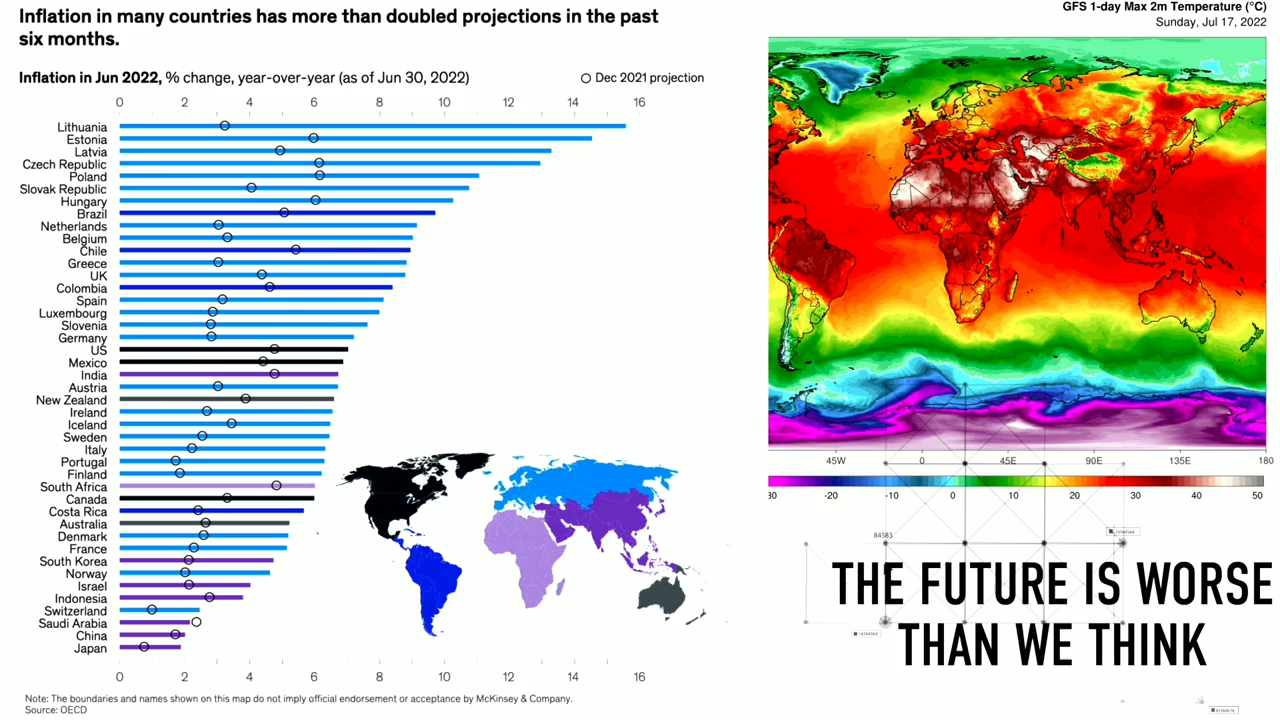 Inflation in many countries has more than doubled projections in the past
six months.
Inflation in Jun 2022, % change, year-over-year (as of Jun 30, 2022)
Dec 2021 projection
0 2 4 6 8 10 12 14 16
Lithuania
Estonia
Latvia
Czech Republic
Poland
Slovak Republic
Hungary
Brazil
Netherlands
Belgium
Chile
Greece
UK
Colombia
Spain
Luxembourg
Slovenia
Germany
US
Mexico
India
Austria
New Zealand
Ireland
Iceland
Sweden
Italy
Portugal
Finland
South Africa
Canada
Costa Rica
Australia
Denmark
France
South Korea
Norway
Israel
Indonesia
Switzerland
Saudi Arabia
China
Japan
0 2 4 6 8 10 12 14 16
Note: The boundaries and names shown on this map do not imply official endorsement or acceptance by McKinsey & Company.
Source: OECD
GFS 1-day Max 2m Temperature (°C)
Sunday, Jul 17, 2022
45W 0 45E 90E 135E 180
30 -20 -10 0 10 20 30 40 50
84583
THE FUTURE IS WORSE
THAN WE THINK